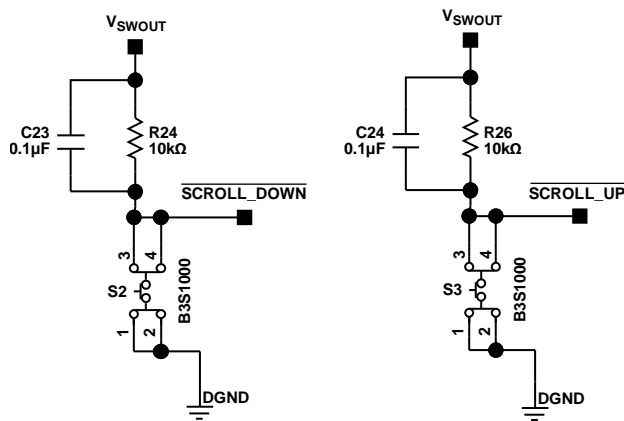 VSWOUT
C23
0.1µF
R24
10kΩ
SCROLL_DOWN
3
4
S2
B3S1000
1
2
DGND
VSWOUT
C24
0.1µF
R26
10kΩ
SCROLL_UP
3
4
S3
B3S1000
1
2
DGND